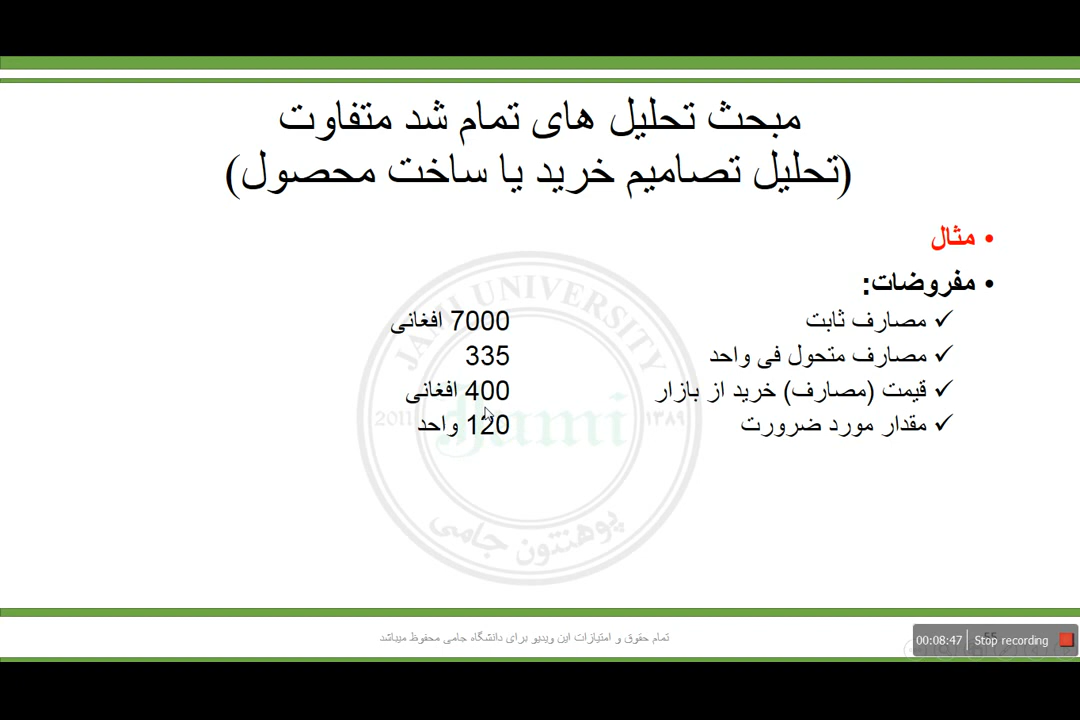 مبحث تحلیل های تمام شد متفاوت
(تحلیل تصامیم خرید یا ساخت محصول)
• مثال
• مفروضات:
✓ مصارف ثابت 7000 افغانی
✓ مصارف متحول فی واحد 335
✓ قیمت (مصارف) خرید از بازار 400 افغانی
✓ مقدار مورد ضرورت 120 واحد
JAMI UNIVERSITY
2011 Jami ۱۳۸۹
پوهنتون جامی
تمام حقوق و امتیازات این ویدیو برای دانشگاه جامی محفوظ میباشد
00:08:47 Stop recording